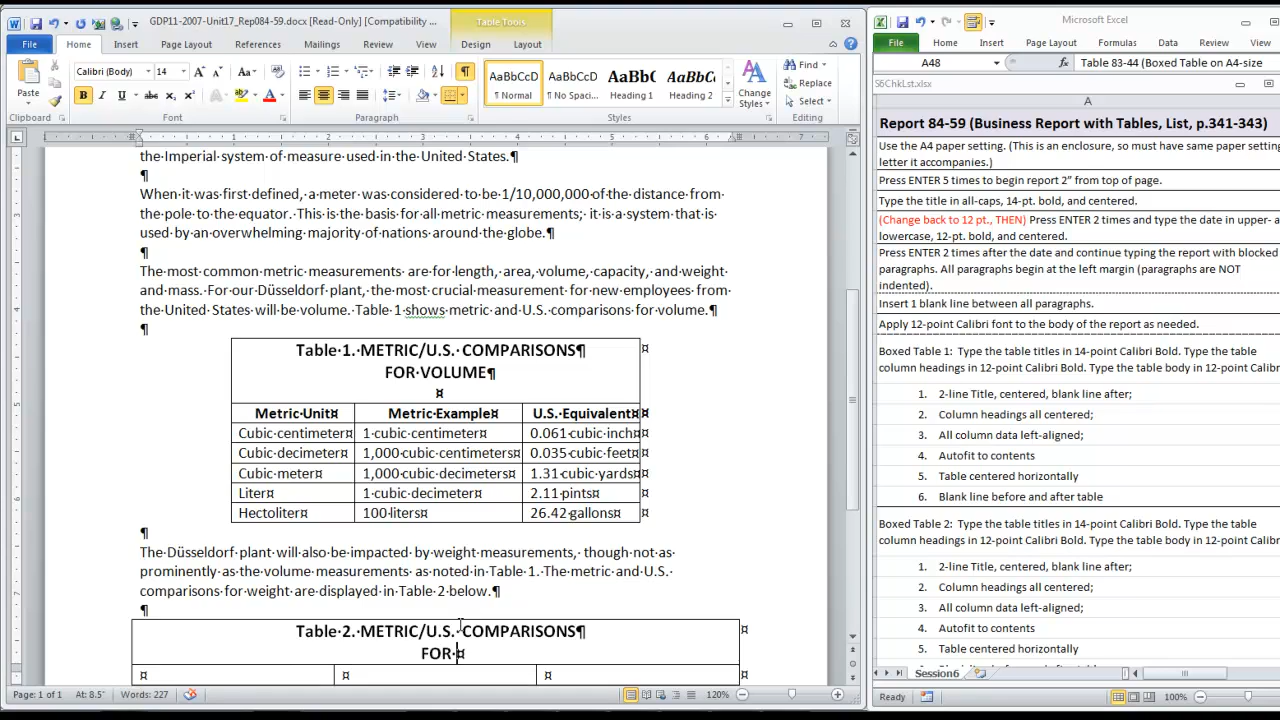 GDP11-2007-Unit17_Rep084-59.docx [Read-Only] [Compatibility ...
Table Tools
File Home Insert Page Layout References Mailings Review View Design Layout
Paste
Clipboard
Calibri (Body) 14
B I U abc x₂ x² A
Font
Paragraph
AaBbCcD AaBbCcD AaBbC AaBbC
¶ Normal ¶ No Spaci... Heading 1 Heading 2
Change Styles
Styles
Find
Replace
Select
Editing
1 2 3 4 5 6 7
the·Imperial·system·of·measure·used·in·the·United·States.¶
¶
When·it·was·first·defined,·a·meter·was·considered·to·be·1/10,000,000·of·the·distance·from·
the·pole·to·the·equator.·This·is·the·basis·for·all·metric·measurements;·it·is·a·system·that·is·
used·by·an·overwhelming·majority·of·nations·around·the·globe.¶
¶
The·most·common·metric·measurements·are·for·length,·area,·volume,·capacity,·and·weight·
and·mass.·For·our·Düsseldorf·plant,·the·most·crucial·measurement·for·new·employees·from·
the·United·States·will·be·volume.·Table·1·shows·metric·and·U.S.·comparisons·for·volume.¶
¶
Table·1.·METRIC/U.S.·COMPARISONS¶
FOR·VOLUME¶
¤
Metric·Unit¤ Metric·Example¤ U.S.·Equivalent¤
Cubic·centimeter¤ 1·cubic·centimeter¤ 0.061·cubic·inch¤
Cubic·decimeter¤ 1,000·cubic·centimeters¤ 0.035·cubic·feet¤
Cubic·meter¤ 1,000·cubic·decimeters¤ 1.31·cubic·yards¤
Liter¤ 1·cubic·decimeter¤ 2.11·pints¤
Hectoliter¤ 100·liters¤ 26.42·gallons¤
¶
The·Düsseldorf·plant·will·also·be·impacted·by·weight·measurements,·though·not·as·
prominently·as·the·volume·measurements·as·noted·in·Table·1.·The·metric·and·U.S.·
comparisons·for·weight·are·displayed·in·Table·2·below.¶
¶
Table·2.·METRIC/U.S.·COMPARISONS¶
FOR·¤
¤ ¤ ¤
Page: 1 of 1 At: 8.5" Words: 227 120%
Microsoft Excel
File Home Insert Page Layout Formulas Data Review View
A48 fx Table 83-44 (Boxed Table on A4-size
S6ChkLst.xlsx
A
Report 84-59 (Business Report with Tables, List, p.341-343)
Use the A4 paper setting. (This is an enclosure, so must have same paper setting
letter it accompanies.)
Press ENTER 5 times to begin report 2” from top of page.
Type the title in all-caps, 14-pt. bold, and centered.
(Change back to 12 pt., THEN) Press ENTER 2 times and type the date in upper- a
lowercase, 12-pt. bold, and centered.
Press ENTER 2 times after the date and continue typing the report with blocked
paragraphs. All paragraphs begin at the left margin (paragraphs are NOT
indented).
Insert 1 blank line between all paragraphs.
Apply 12-point Calibri font to the body of the report as needed.
Boxed Table 1: Type the table titles in 14-point Calibri Bold. Type the table
column headings in 12-point Calibri Bold. Type the table body in 12-point Calibri
1. 2-line Title, centered, blank line after;
2. Column headings all centered;
3. All column data left-aligned;
4. Autofit to contents
5. Table centered horizontally
6. Blank line before and after table
Boxed Table 2: Type the table titles in 14-point Calibri Bold. Type the table
column headings in 12-point Calibri Bold. Type the table body in 12-point Calibri
1. 2-line Title, centered, blank line after;
2. Column headings all centered;
3. All column data left-aligned;
4. Autofit to contents
5. Table centered horizontally
Session6
Ready 100%